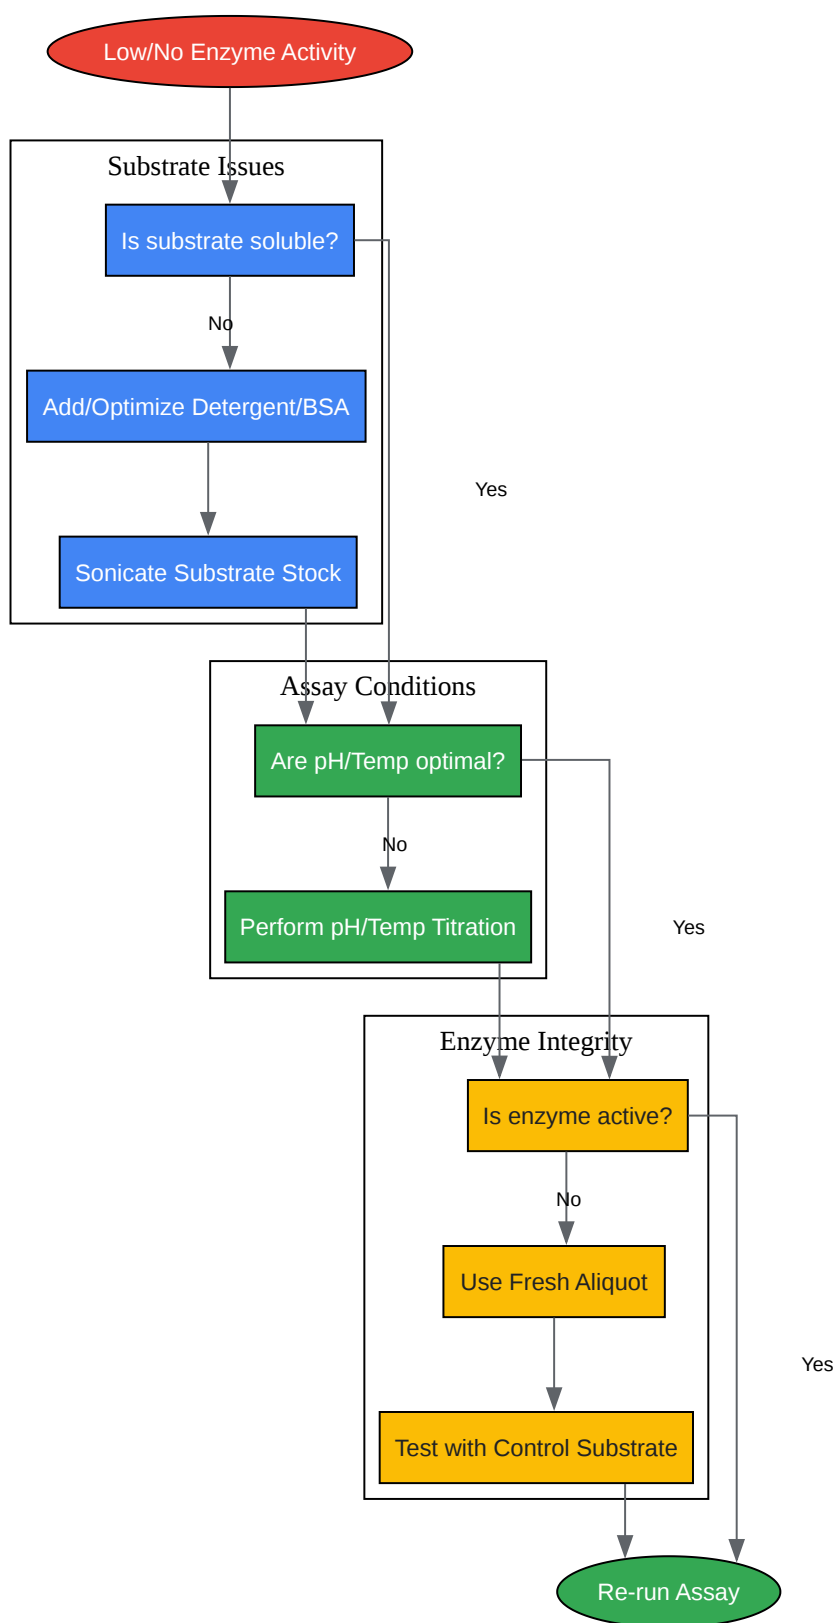 Low/No Enzyme Activity
Substrate Issues
Is substrate soluble?
No
Add/Optimize Detergent/BSA
Yes
Sonicate Substrate Stock
Assay Conditions
Are pH/Temp optimal?
No
Perform pH/Temp Titration
Yes
Enzyme Integrity
Is enzyme active?
No
Use Fresh Aliquot
Yes
Test with Control Substrate
Re-run Assay